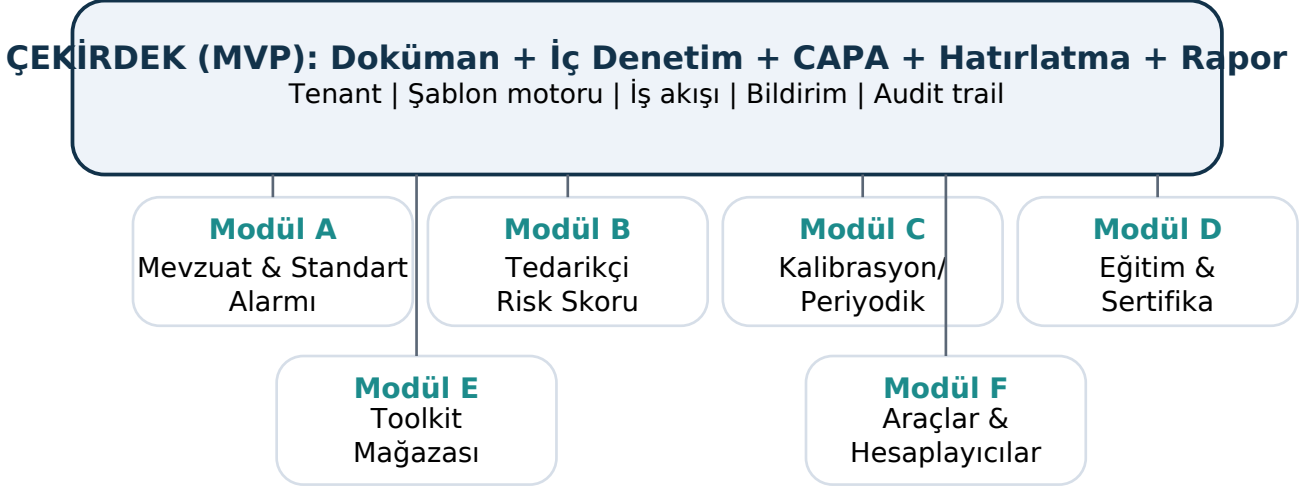 ÇEKİRDEK (MVP): Doküman + İç Denetim + CAPA + Hatırlatma + Rapor
Tenant | Şablon motoru | İş akışı | Bildirim | Audit trail
Modül A
Mevzuat & Standart
Alarmı
Modül B
Tedarikçi
Risk Skoru
Modül C
Kalibrasyon/
Periyodik
Modül D
Eğitim &
Sertifika
Modül E
Toolkit
Mağazası
Modül F
Araçlar &
Hesaplayıcılar